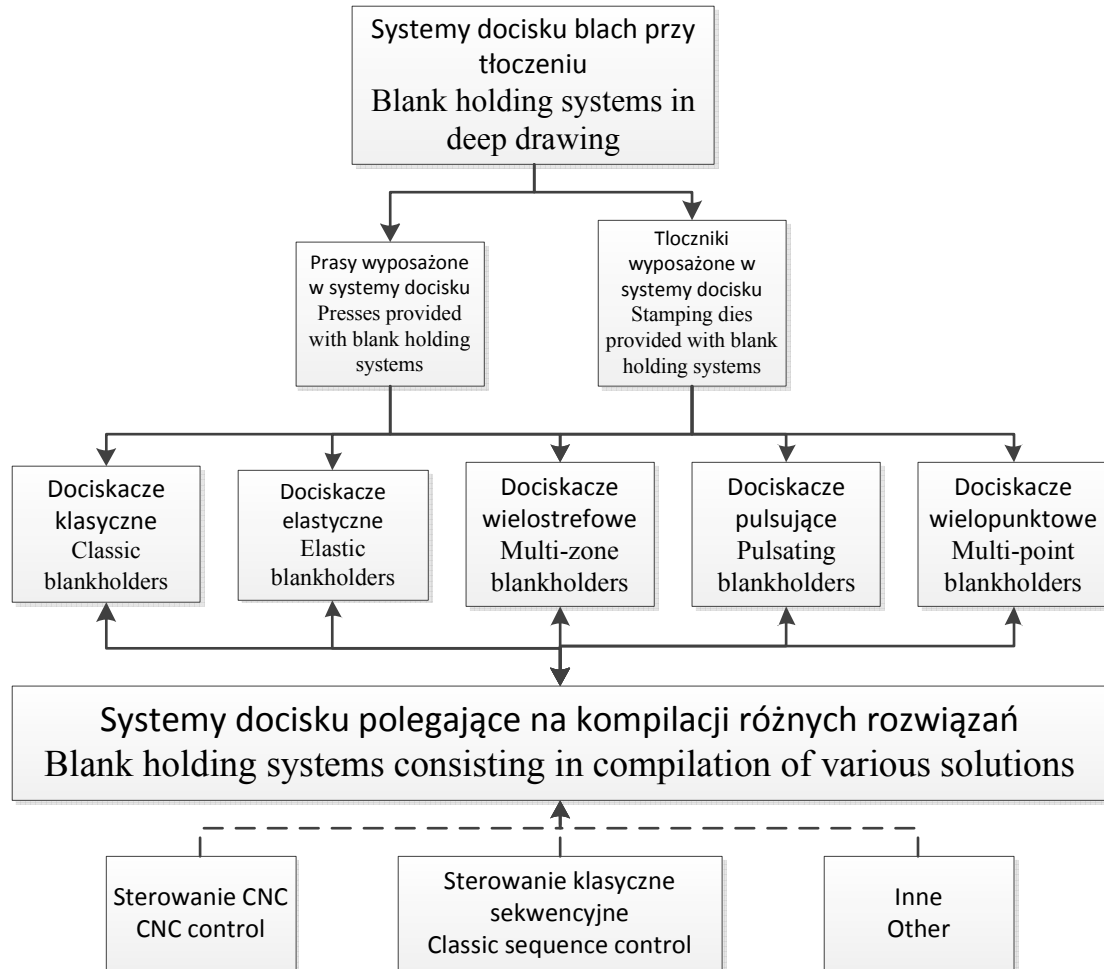 Systemy docisku blach przy
tłoczeniu
Blank holding systems in
deep drawing
Prasy wyposażone
w systemy docisku
Presses provided
with blank holding
systems
Tloczniki
wyposażone w
systemy docisku
Stamping dies
provided with blank
holding systems
Dociskacze
klasyczne
Classic
blankholders
Dociskacze
elastyczne
Elastic
blankholders
Dociskacze
wielostrefowe
Multi-zone
blankholders
Dociskacze
pulsujące
Pulsating
blankholders
Dociskacze
wielopunktowe
Multi-point
blankholders
Systemy docisku polegające na kompilacji różnych rozwiązań
Blank holding systems consisting in compilation of various solutions
Sterowanie CNC
CNC control
Sterowanie klasyczne
sekwencyjne
Classic sequence control
Inne
Other